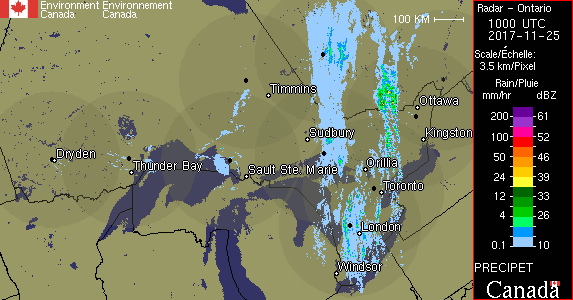 Environment Environnement
Canada Canada
100 KM
Timmins
Ottawa
Sudbury
Kingston
Dryden
Thunder Bay
Sault Ste. Marie
Orillia
Toronto
London
Windsor
Radar - Ontario
1000 UTC
2017-11-25
Scale/Échelle:
3.5 km/Pixel
Rain/Pluie
mm/hr dBZ
200 61
100 52
50 46
24 39
12 33
4 26
0.1 10
PRECIPET
Canada